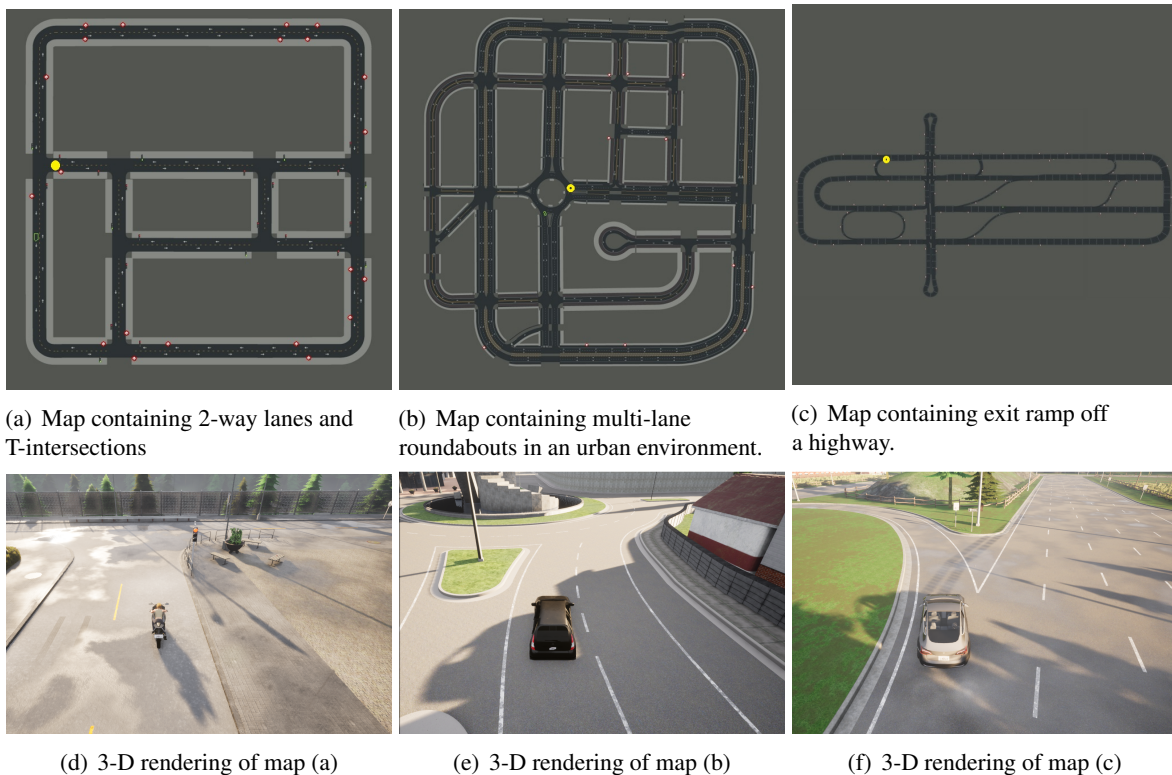 (a) Map containing 2-way lanes and
T-intersections
(b) Map containing multi-lane
roundabouts in an urban environment.
(c) Map containing exit ramp off
a highway.
(d) 3-D rendering of map (a)
(e) 3-D rendering of map (b)
(f) 3-D rendering of map (c)